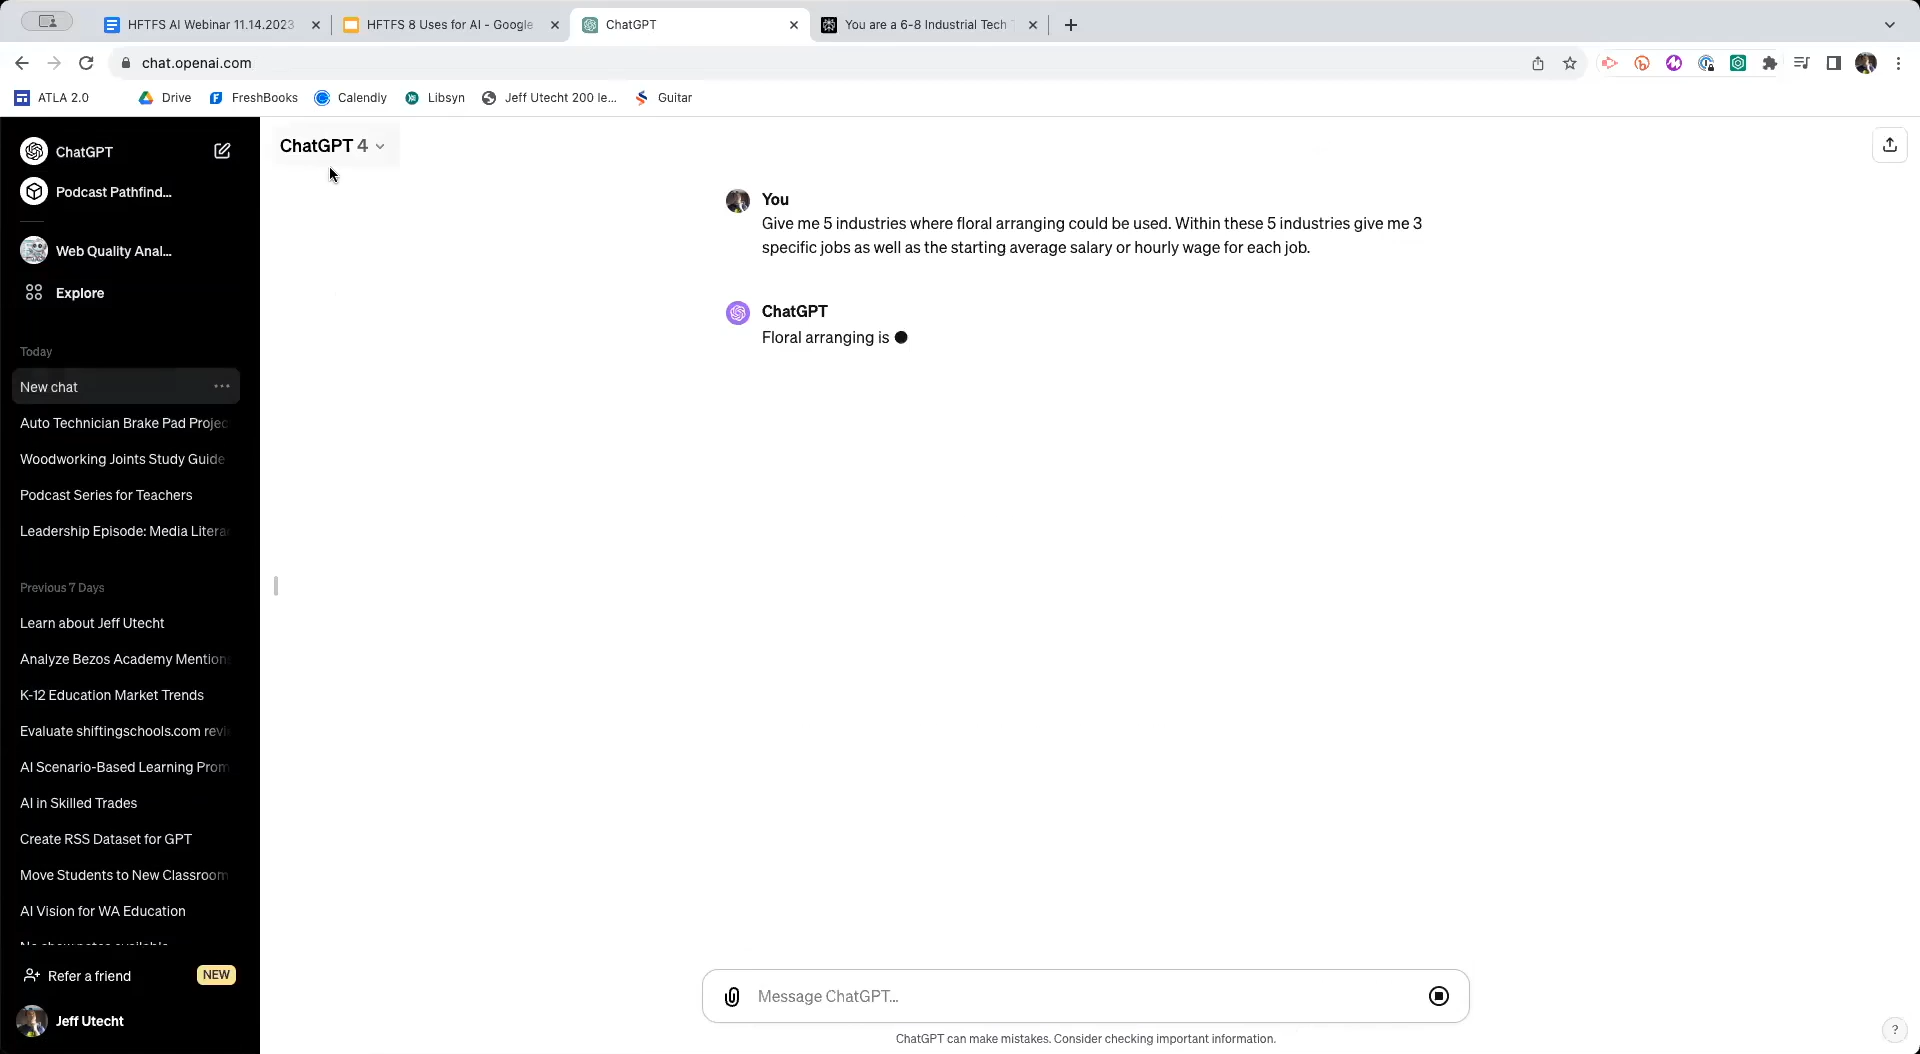 HFTFS AI Webinar 11.14.2023
HFTFS 8 Uses for AI - Google
ChatGPT
You are a 6-8 Industrial Tech
chat.openai.com
ATLA 2.0
Drive
FreshBooks
Calendly
Libsyn
Jeff Utecht 200 le...
Guitar
ChatGPT
Podcast Pathfind...
Web Quality Anal...
Explore
Today
New chat
Auto Technician Brake Pad Projec
Woodworking Joints Study Guide
Podcast Series for Teachers
Leadership Episode: Media Litera
Previous 7 Days
Learn about Jeff Utecht
Analyze Bezos Academy Mention
K-12 Education Market Trends
Evaluate shiftingschools.com revi
AI Scenario-Based Learning Prom
AI in Skilled Trades
Create RSS Dataset for GPT
Move Students to New Classroom
AI Vision for WA Education
No show notes available
Refer a friend
NEW
Jeff Utecht
ChatGPT 4
You
Give me 5 industries where floral arranging could be used. Within these 5 industries give me 3
specific jobs as well as the starting average salary or hourly wage for each job.
ChatGPT
Floral arranging is
Message ChatGPT...
ChatGPT can make mistakes. Consider checking important information.
?